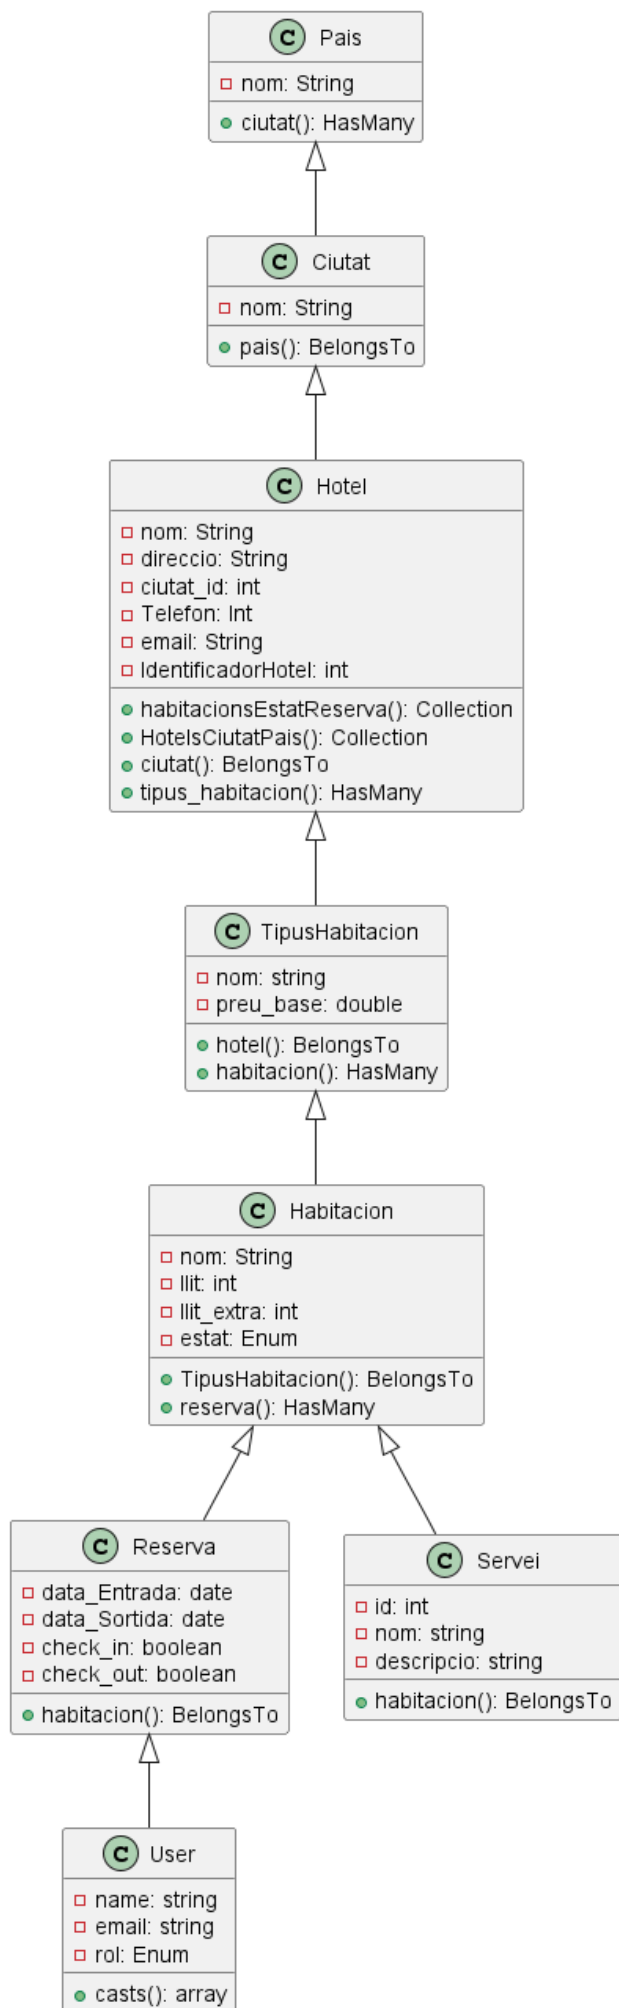 C Pais
nom: String
ciutat(): HasMany
C Ciutat
nom: String
pais(): BelongsTo
C Hotel
nom: String
direccio: String
ciutat_id: int
Telefon: Int
email: String
IdentificadorHotel: int
habitacionsEstatReserva(): Collection
HotelsCiutatPais(): Collection
ciutat(): BelongsTo
tipus_habitacion(): HasMany
C TipusHabitacion
nom: string
preu_base: double
hotel(): BelongsTo
habitacion(): HasMany
C Habitacion
nom: String
llit: int
llit_extra: int
estat: Enum
TipusHabitacion(): BelongsTo
reserva(): HasMany
C Reserva
data_Entrada: date
data_Sortida: date
check_in: boolean
check_out: boolean
habitacion(): BelongsTo
C Servei
id: int
nom: string
descripcio: string
habitacion(): BelongsTo
C User
name: string
email: string
rol: Enum
casts(): array